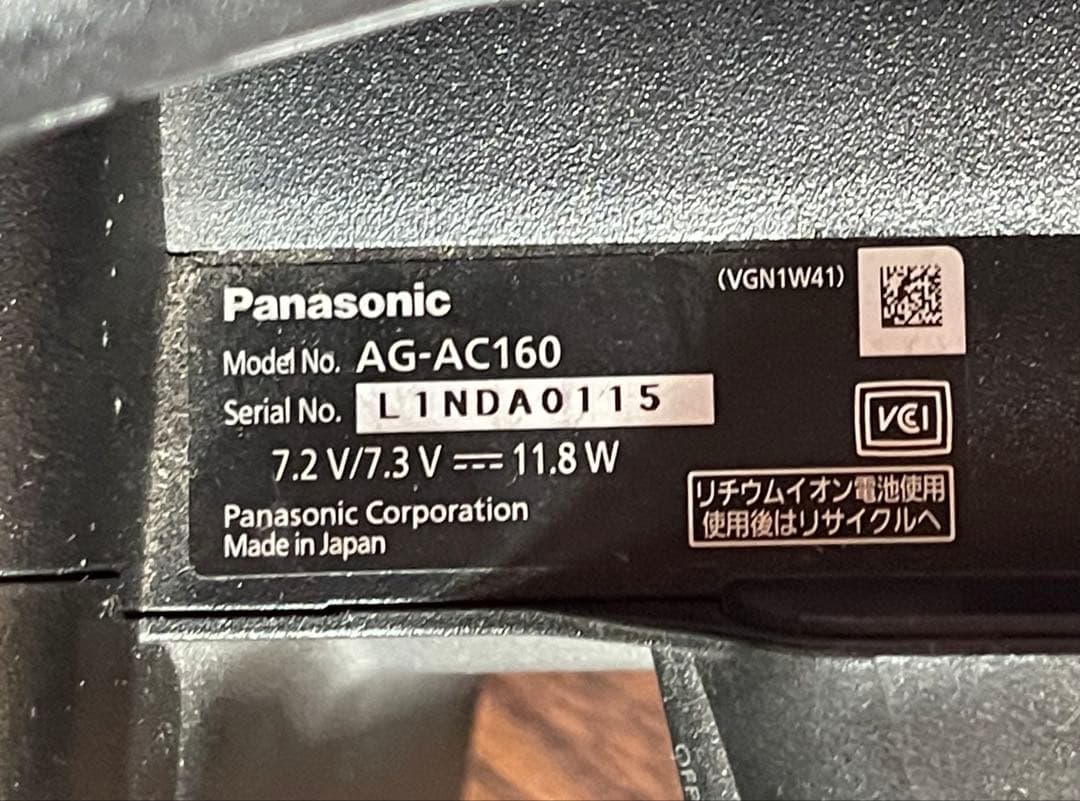 (VGN1W41)
Panasonic
Model No. AG-AC160
Serial No. L1NDA0115
7.2 V/7.3 V ⎓ 11.8 W
Panasonic Corporation
Made in Japan
VCI
リチウムイオン電池使用
使用後はリサイクルへ
OFF